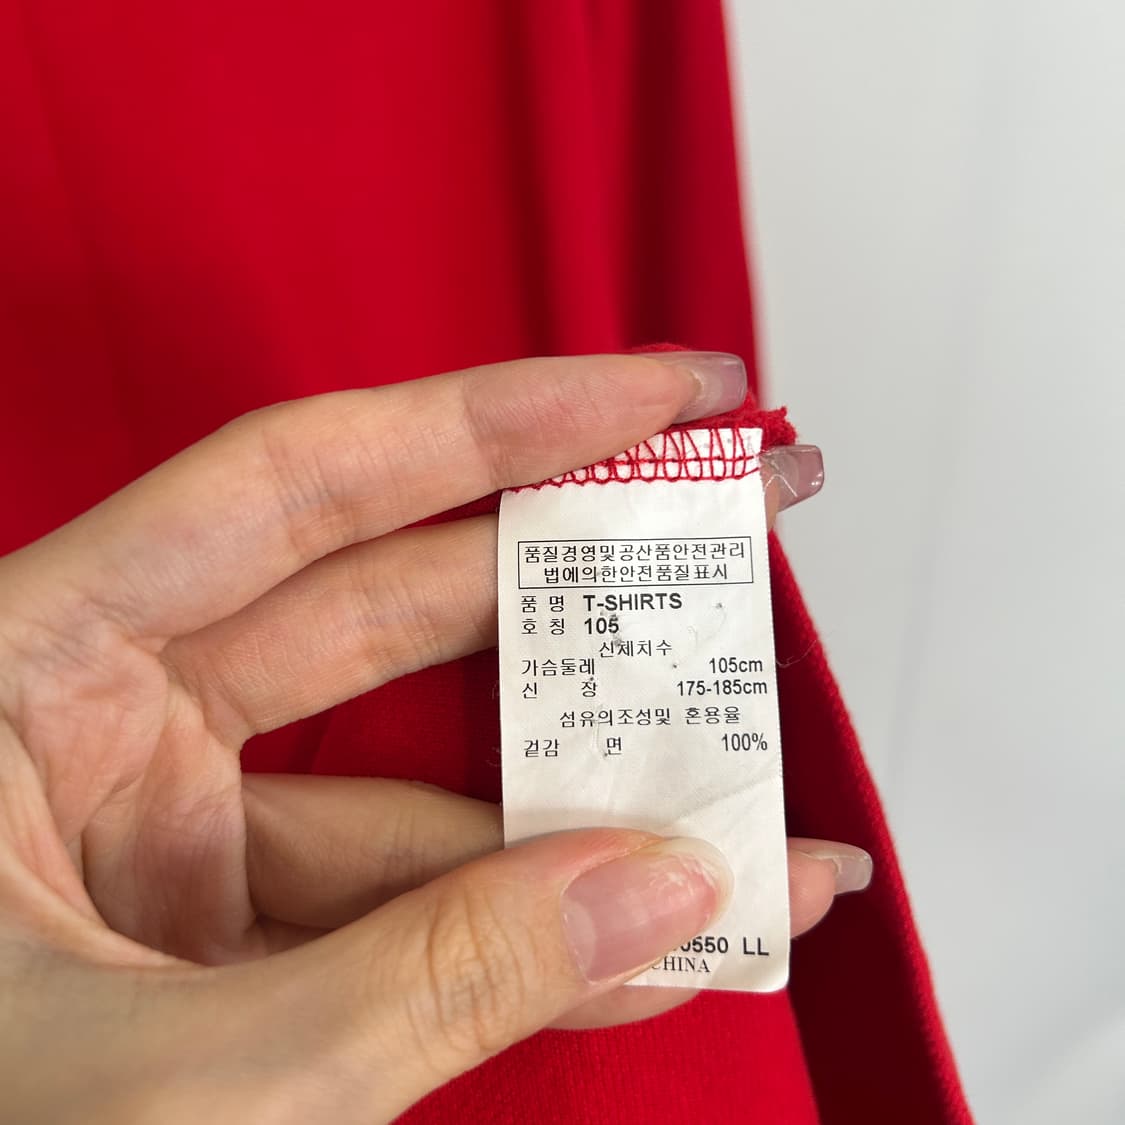 품질경영및공산품안전관리
법에의한안전품질표시
품 명 T-SHIRTS
호 칭 105
신체치수
가슴둘레 105cm
신 장 175-185cm
섬유의조성및 혼용율
겉감 면 100%
0550 LL
CHINA